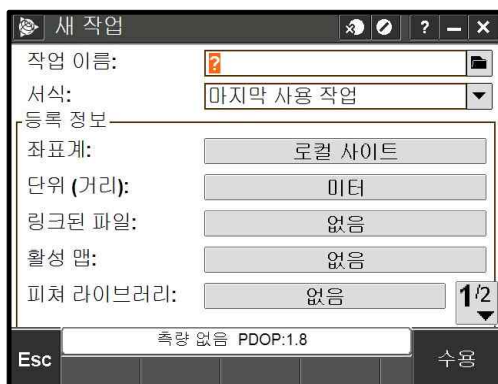 새 작업 ? – ×
작업 이름: ?
서식: 마지막 사용 작업
등록 정보
좌표계: 로컬 사이트
단위 (거리): 미터
링크된 파일: 없음
활성 맵: 없음
피쳐 라이브러리: 없음 1/2
측량 없음 PDOP:1.8
Esc 수용